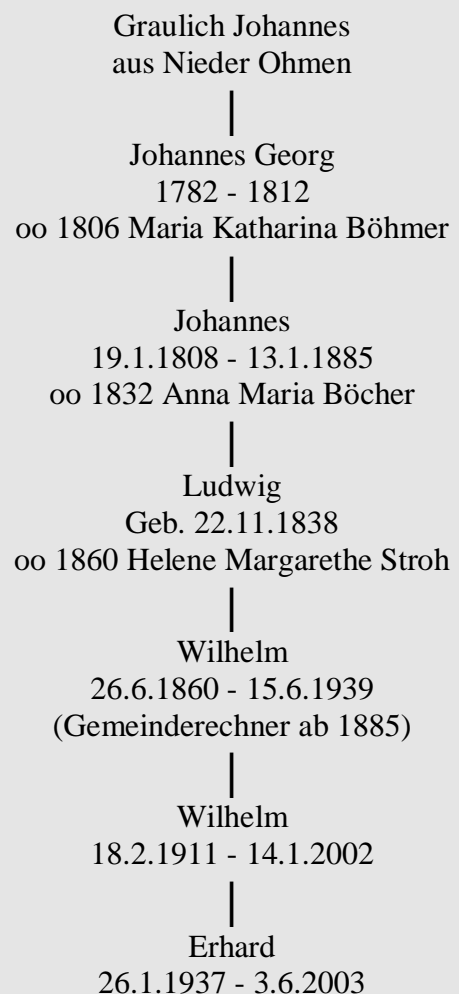 Graulich Johannes
aus Nieder Ohmen
Johannes Georg
1782 - 1812
oo 1806 Maria Katharina Böhmer
Johannes
19.1.1808 - 13.1.1885
oo 1832 Anna Maria Böcher
Ludwig
Geb. 22.11.1838
oo 1860 Helene Margarethe Stroh
Wilhelm
26.6.1860 - 15.6.1939
(Gemeinderechner ab 1885)
Wilhelm
18.2.1911 - 14.1.2002
Erhard
26.1.1937 - 3.6.2003